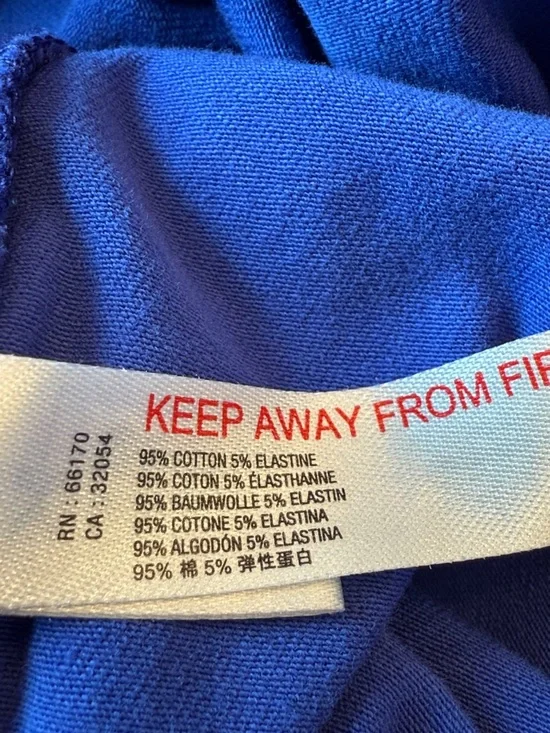 KEEP AWAY FROM FIR
RN : 66170
CA : 32054
95% COTTON 5% ELASTINE
95% COTON 5% ÉLASTHANNE
95% BAUMWOLLE 5% ELASTIN
95% COTONE 5% ELASTINA
95% ALGODÓN 5% ELASTINA
95% 棉 5% 弹性蛋白